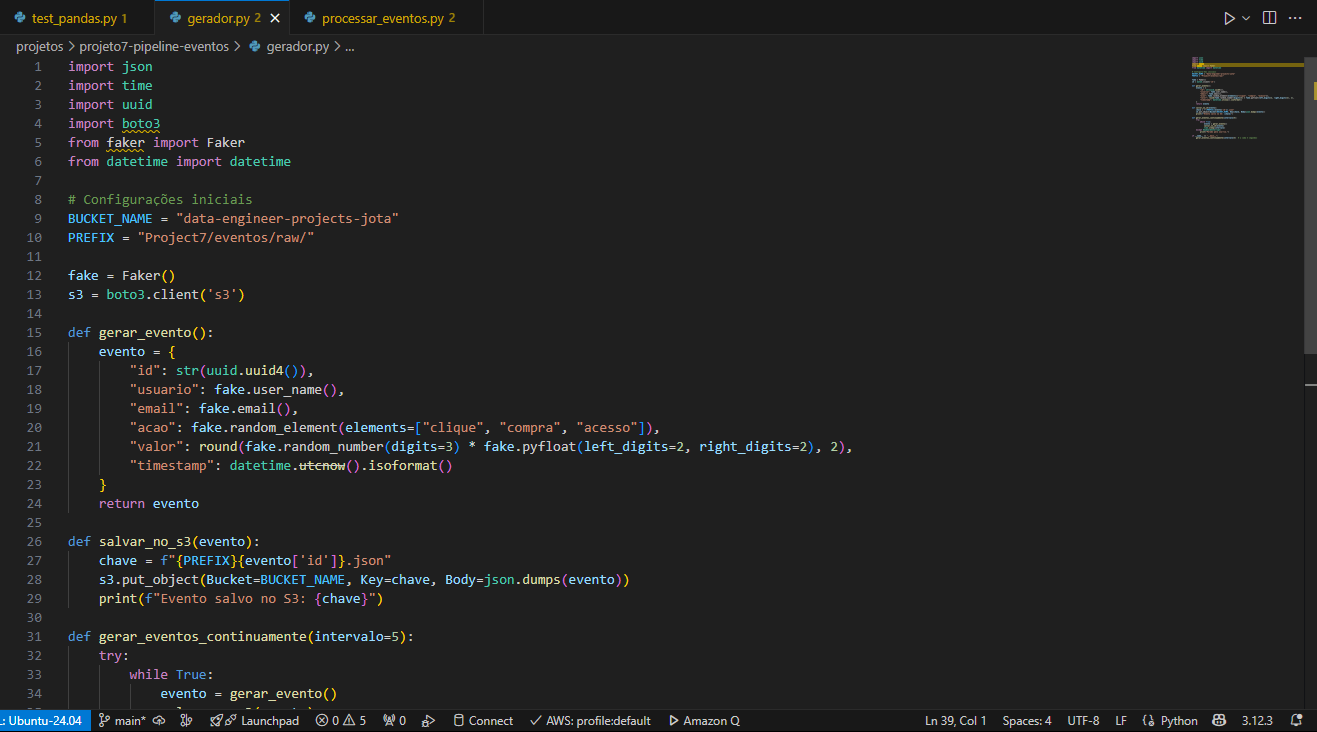 test_pandas.py 1
gerador.py 2
processar_eventos.py 2
projetos > projeto7-pipeline-eventos > gerador.py > ...
1 import json
2 import time
3 import uuid
4 import boto3
5 from faker import Faker
6 from datetime import datetime
7
8 # Configurações iniciais
9 BUCKET_NAME = "data-engineer-projects-jota"
10 PREFIX = "Project7/eventos/raw/"
11
12 fake = Faker()
13 s3 = boto3.client('s3')
14
15 def gerar_evento():
16     evento = {
17         "id": str(uuid.uuid4()),
18         "usuario": fake.user_name(),
19         "email": fake.email(),
20         "acao": fake.random_element(elements=["clique", "compra", "acesso"]),
21         "valor": round(fake.random_number(digits=3) * fake.pyfloat(left_digits=2, right_digits=2), 2),
22         "timestamp": datetime.utcnow().isoformat()
23     }
24     return evento
25
26 def salvar_no_s3(evento):
27     chave = f"{PREFIX}{evento['id']}.json"
28     s3.put_object(Bucket=BUCKET_NAME, Key=chave, Body=json.dumps(evento))
29     print(f"Evento salvo no S3: {chave}")
30
31 def gerar_eventos_continuamente(intervalo=5):
32     try:
33         while True:
34             evento = gerar_evento()
L: Ubuntu-24.04 main* Launchpad 0 5 0 Connect AWS: profile:default Amazon Q Ln 39, Col 1 Spaces: 4 UTF-8 LF Python 3.12.3